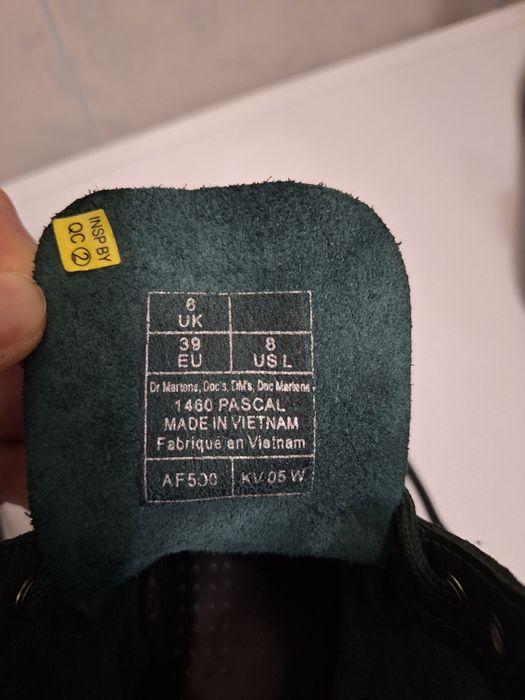 INSP BY
QC 2
6
UK
39
EU
8
US L
Dr Martens, Doc's, DM's, Doc Martens
1460 PASCAL
MADE IN VIETNAM
Fabriqué en Vietnam
AF500
KV 05 W